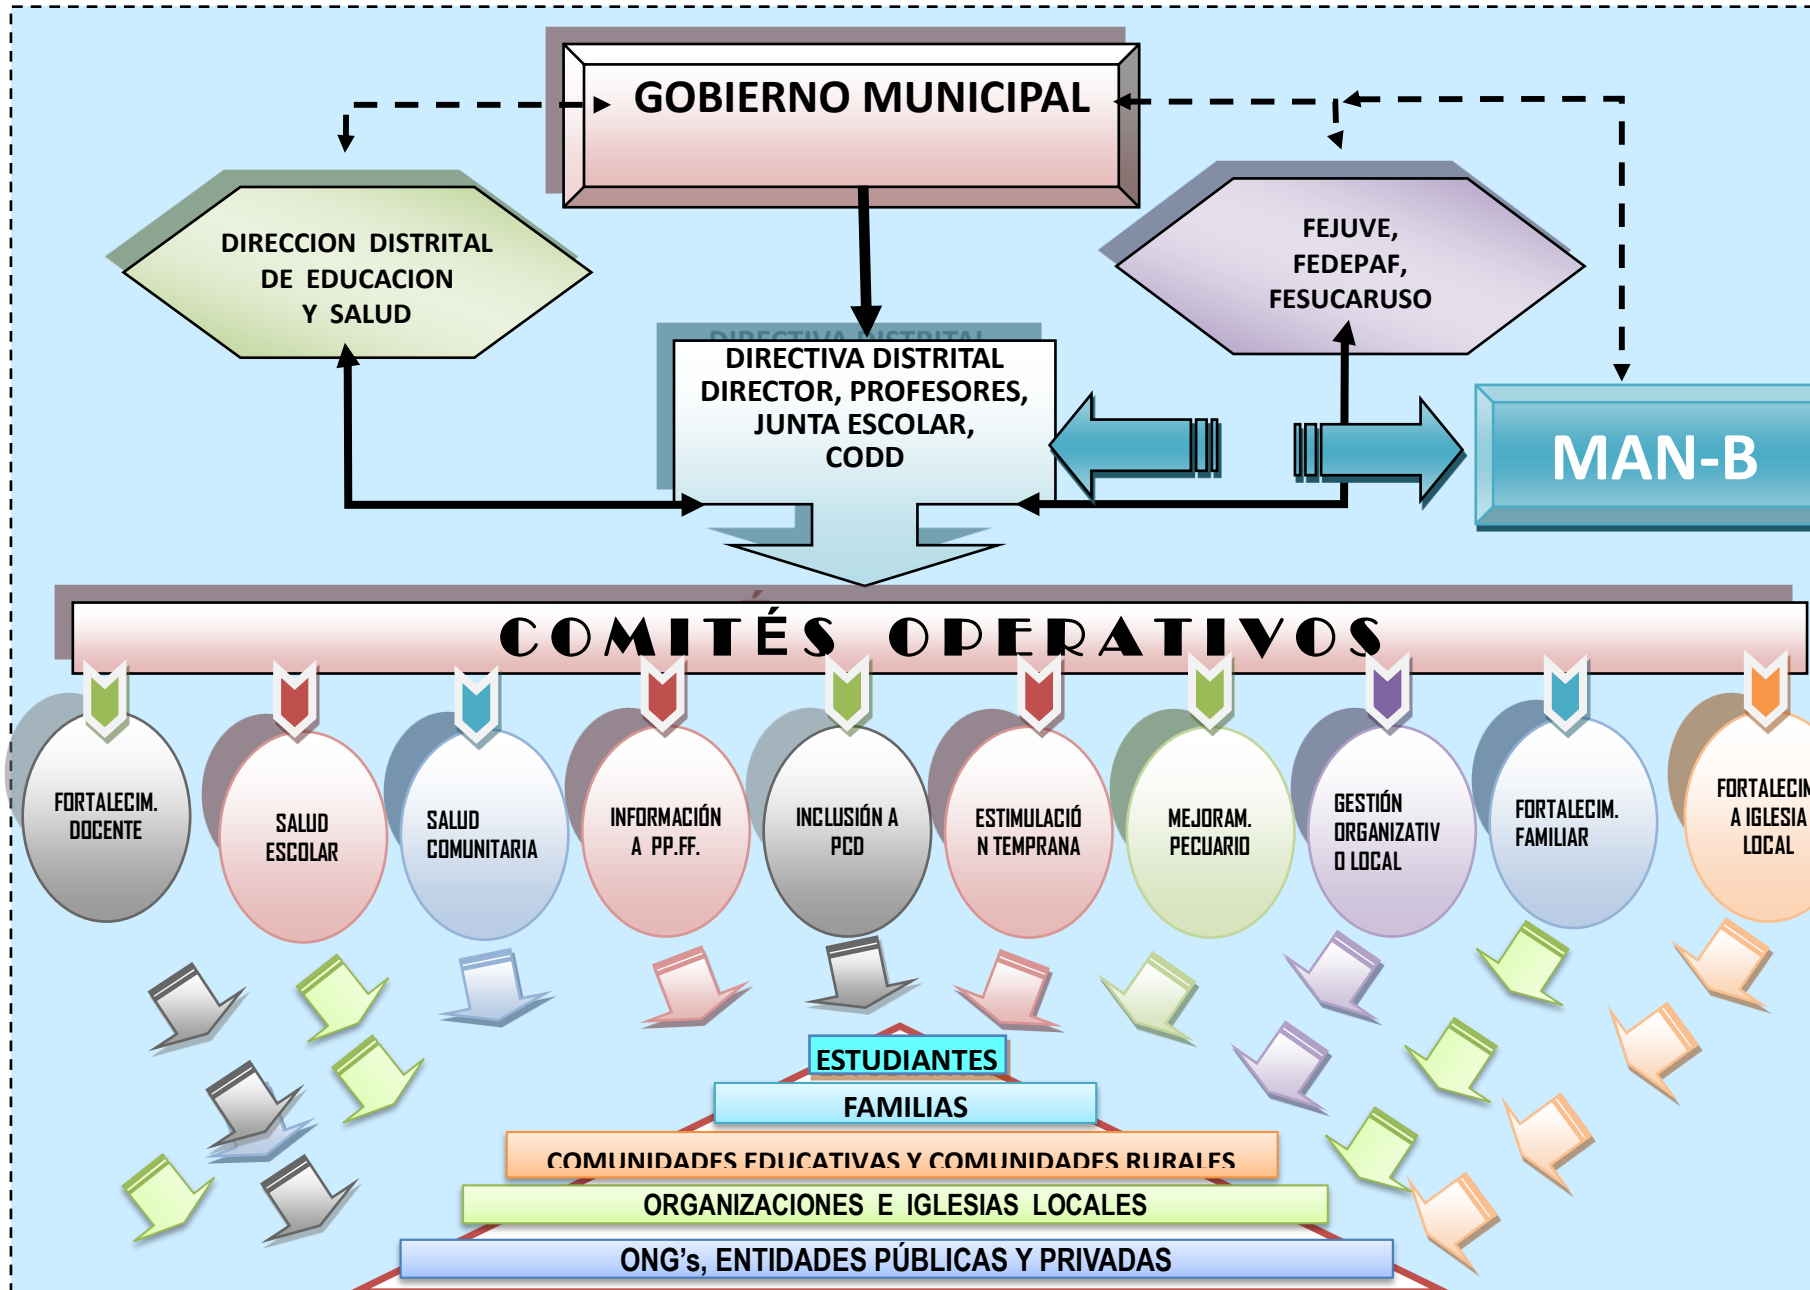 GOBIERNO MUNICIPAL
DIRECCION DISTRITAL
DE EDUCACION
Y SALUD
FEJUVE,
FEDEPAF,
FESUCARUSO
DIRECTIVA DISTRITAL
DIRECTOR, PROFESORES,
JUNTA ESCOLAR,
CODD
MAN-B
COMITÉS OPERATIVOS
FORTALECIM.
DOCENTE
SALUD
ESCOLAR
SALUD
COMUNITARIA
INFORMACIÓN
A PP.FF.
INCLUSIÓN A
PCD
ESTIMULACIÓ
N TEMPRANA
MEJORAM.
PECUARIO
GESTIÓN
ORGANIZATIV
O LOCAL
FORTALECIM.
FAMILIAR
FORTALECIM
A IGLESIA
LOCAL
ESTUDIANTES
FAMILIAS
COMUNIDADES EDUCATIVAS Y COMUNIDADES RURALES
ORGANIZACIONES E IGLESIAS LOCALES
ONG's, ENTIDADES PÚBLICAS Y PRIVADAS